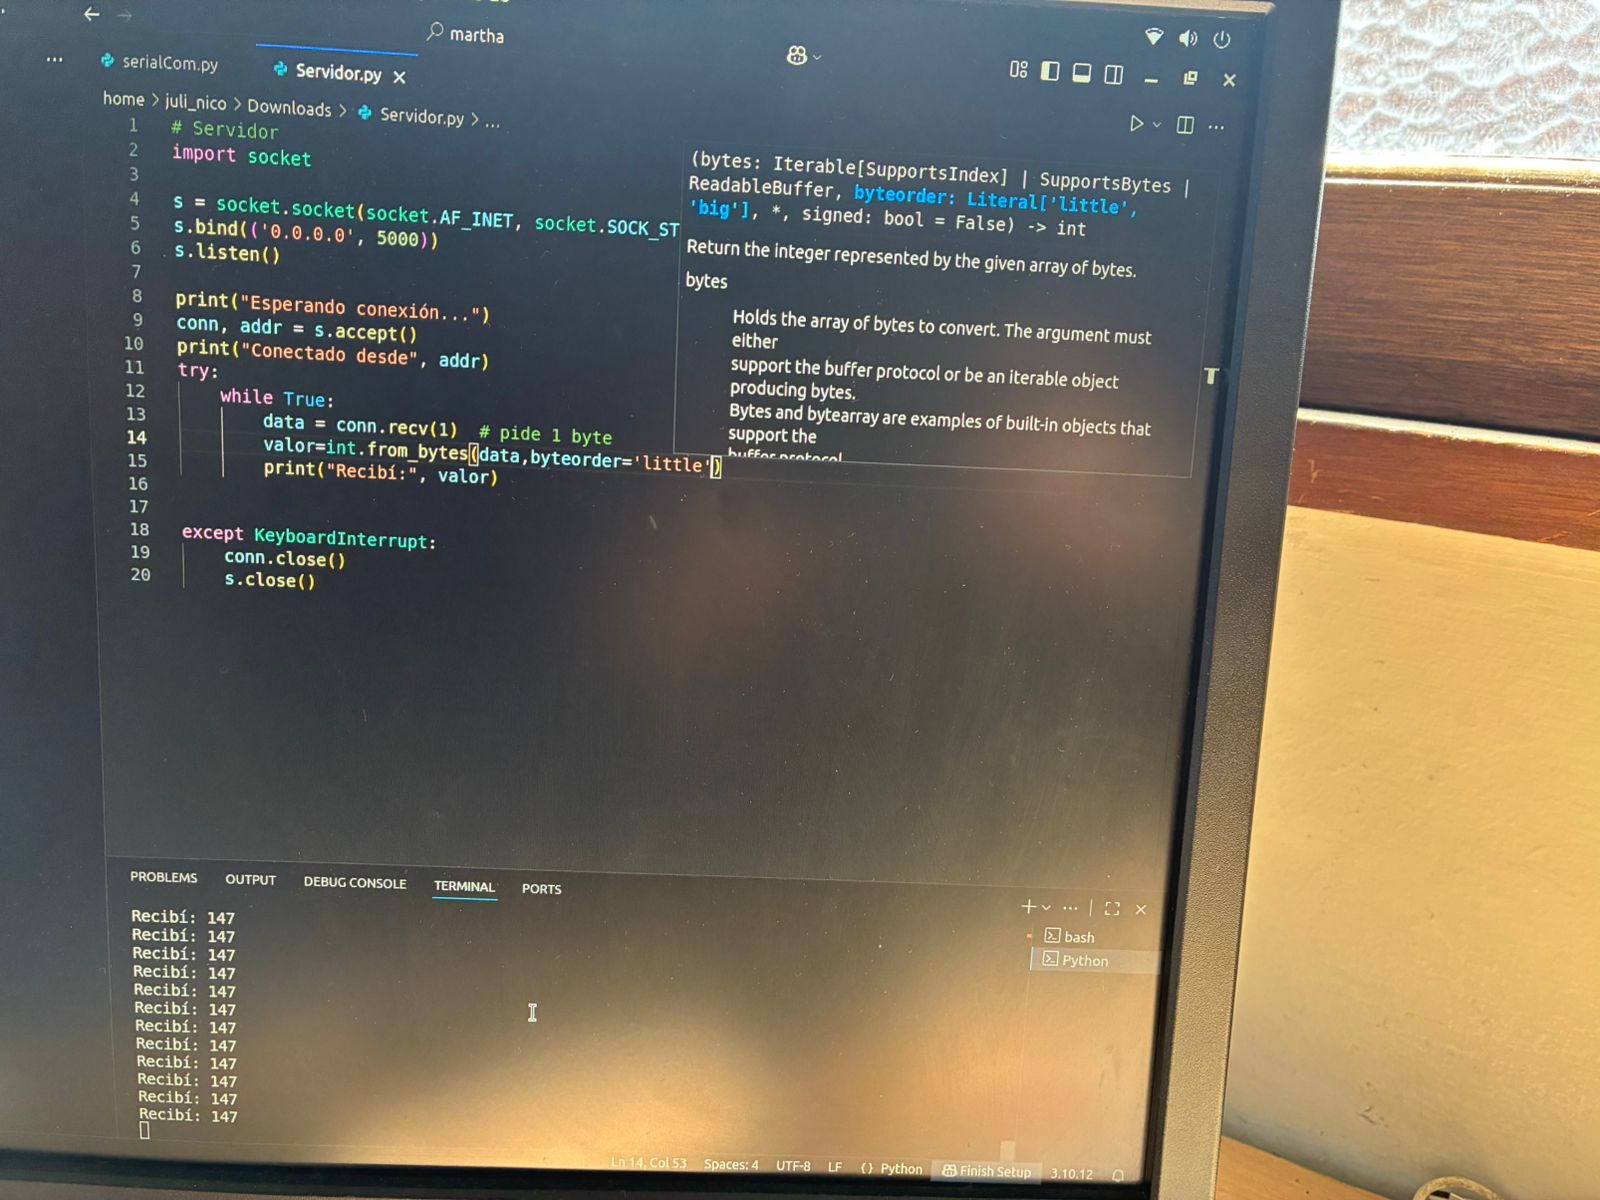 martha
serialCom.py
Servidor.py
home > juli_nico > Downloads > Servidor.py > ...
1 # Servidor
2 import socket
3
4 s = socket.socket(socket.AF_INET, socket.SOCK_ST
5 s.bind(('0.0.0.0', 5000))
6 s.listen()
7
8 print("Esperando conexión...")
9 conn, addr = s.accept()
10 print("Conectado desde", addr)
11 try:
12 while True:
13 data = conn.recv(1) # pide 1 byte
14 valor=int.from_bytes(data,byteorder='little')
15 print("Recibí:", valor)
16
17
18 except KeyboardInterrupt:
19 conn.close()
20 s.close()
(bytes: Iterable[SupportsIndex] | SupportsBytes |
ReadableBuffer, byteorder: Literal['little',
'big'], *, signed: bool = False) -> int
Return the integer represented by the given array of bytes.
bytes
Holds the array of bytes to convert. The argument must
either
support the buffer protocol or be an iterable object
producing bytes.
Bytes and bytearray are examples of built-in objects that
support the
buffer protocol
PROBLEMS OUTPUT DEBUG CONSOLE TERMINAL PORTS
Recibí: 147
Recibí: 147
Recibí: 147
Recibí: 147
Recibí: 147
Recibí: 147
Recibí: 147
Recibí: 147
Recibí: 147
Recibí: 147
Recibí: 147
Recibí: 147
bash
Python
Ln 14, Col 53 Spaces: 4 UTF-8 LF {} Python Finish Setup 3.10.12